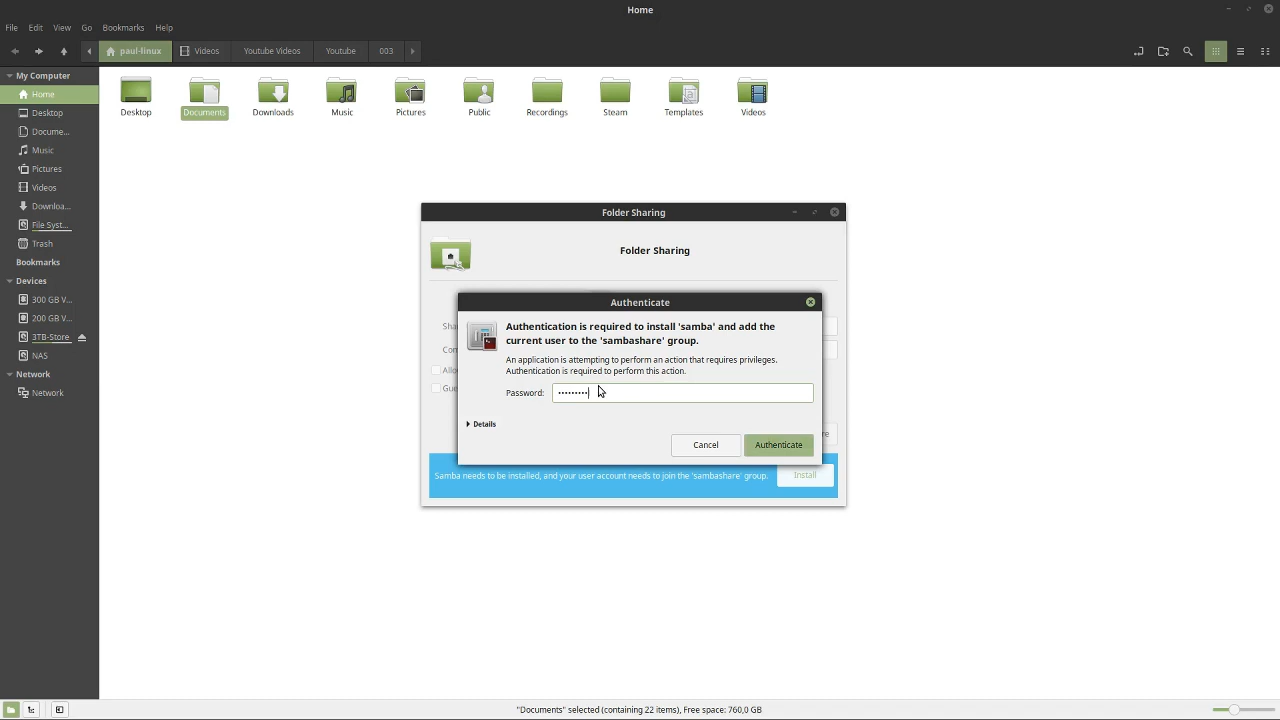 Home
File Edit View Go Bookmarks Help
paul-linux Videos Youtube Videos Youtube 003
My Computer
Home
Desktop
Docume...
Music
Pictures
Videos
Downloa...
File Syst...
Trash
Bookmarks
Devices
300 GB V...
200 GB V...
3TB-Store
NAS
Network
Network
Desktop Documents Downloads Music Pictures Public Recordings Steam Templates Videos
Folder Sharing
Folder Sharing
Sha
Com
Allo
Gue
re
Authenticate
Authentication is required to install 'samba' and add the
current user to the 'sambashare' group.
An application is attempting to perform an action that requires privileges.
Authentication is required to perform this action.
Password: •••••••••
Details
Cancel Authenticate
Samba needs to be installed, and your user account needs to join the 'sambashare' group. Install
"Documents" selected (containing 22 items), Free space: 760,0 GB